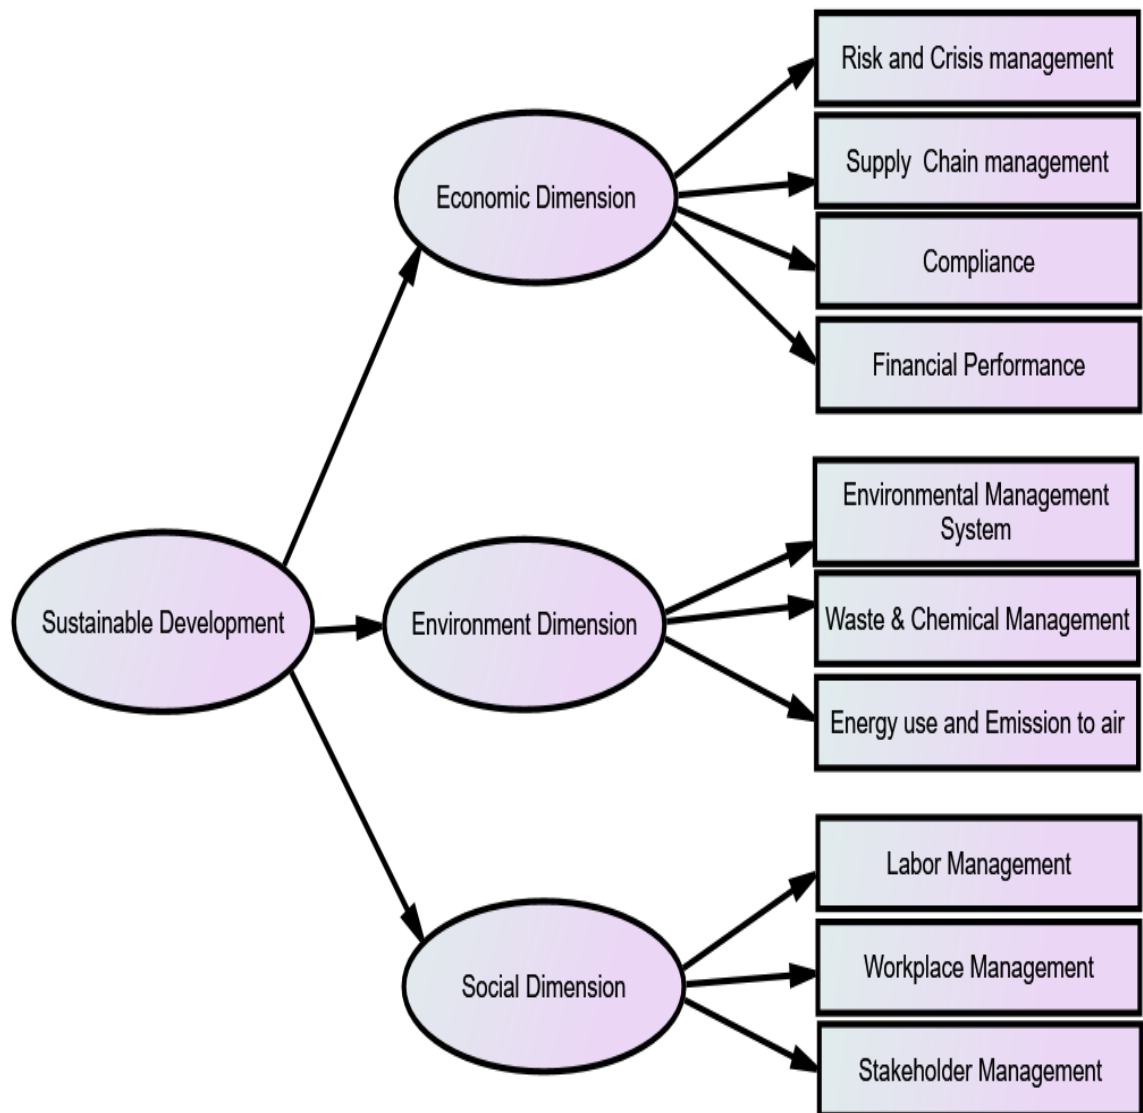 Risk and Crisis management
Supply  Chain management
Economic Dimension
Compliance
Financial Performance
Environmental Management
System
Sustainable Development
Environment Dimension
Waste & Chemical Management
Energy use and Emission to air
Labor Management
Workplace Management
Social Dimension
Stakeholder Management